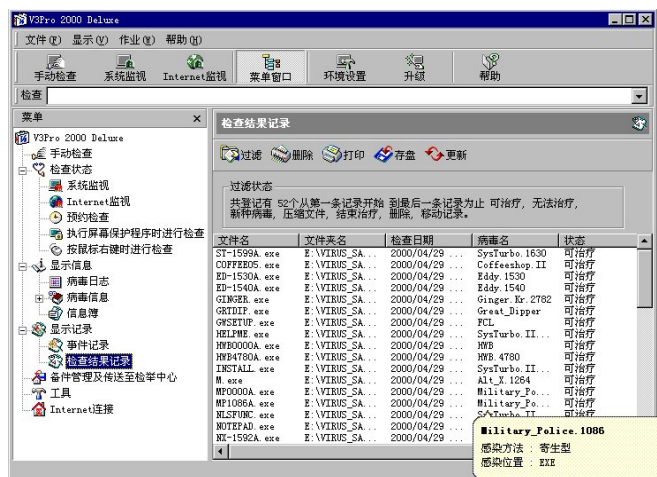 V3Pro 2000 Deluxe
文件(F) 显示(V) 作业(W) 帮助(H)
手动检查 系统监视 Internet监视 菜单窗口 环境设置 升级 帮助
检查
菜单 x
V3Pro 2000 Deluxe
手动检查
检查状态
系统监视
Internet监视
预约检查
执行屏幕保护程序时进行检查
按鼠标右键时进行检查
显示信息
病毒日志
病毒信息
信息簿
显示记录
事件记录
检查结果记录
备件管理及传送至检举中心
工具
Internet连接
检查结果记录
过滤 删除 打印 存盘 更新
过滤状态
共登记有 52个从第一条记录开始 到最后一条记录为止 可治疗, 无法治疗,
新种病毒, 压缩文件, 结束治疗, 删除, 移动记录。
文件名 文件夹名 检查日期 病毒名 状态
ST-1599A.exe E:\VIRUS_SA... 2000/04/29 ... SysTurbo.1630 可治疗
COFFEE05.exe E:\VIRUS_SA... 2000/04/29 ... Coffeeshop.II 可治疗
ED-1530A.exe E:\VIRUS_SA... 2000/04/29 ... Eddy.1530 可治疗
ED-1540A.exe E:\VIRUS_SA... 2000/04/29 ... Eddy.1540 可治疗
GINGER.exe E:\VIRUS_SA... 2000/04/29 ... Ginger.Kr.2782 可治疗
GRTDIP.exe E:\VIRUS_SA... 2000/04/29 ... Great_Dipper 可治疗
GWSETUP.exe E:\VIRUS_SA... 2000/04/29 ... FCL 可治疗
HELPME.exe E:\VIRUS_SA... 2000/04/29 ... SysTurbo.II... 可治疗
HWB0000A.exe E:\VIRUS_SA... 2000/04/29 ... HWB 可治疗
HWB4780A.exe E:\VIRUS_SA... 2000/04/29 ... HWB.4780 可治疗
INSTALL.exe E:\VIRUS_SA... 2000/04/29 ... SysTurbo.II... 可治疗
M.exe E:\VIRUS_SA... 2000/04/29 ... Alt_X.1264 可治疗
MP0000A.exe E:\VIRUS_SA... 2000/04/29 ... Military_Po... 可治疗
MP1086A.exe E:\VIRUS_SA... 2000/04/29 ... Military_Po... 可治疗
NLSFUNC.exe E:\VIRUS_SA... 2000/04/29 ... SysTurbo.II... 可治疗
NOTEPAD.exe E:\VIRUS_SA... 2000/04/29
NX-1592A.exe E:\VIRUS_SA... 2000/04/29
Military_Police.1086
感染方法 : 寄生型
感染位置 : EXE